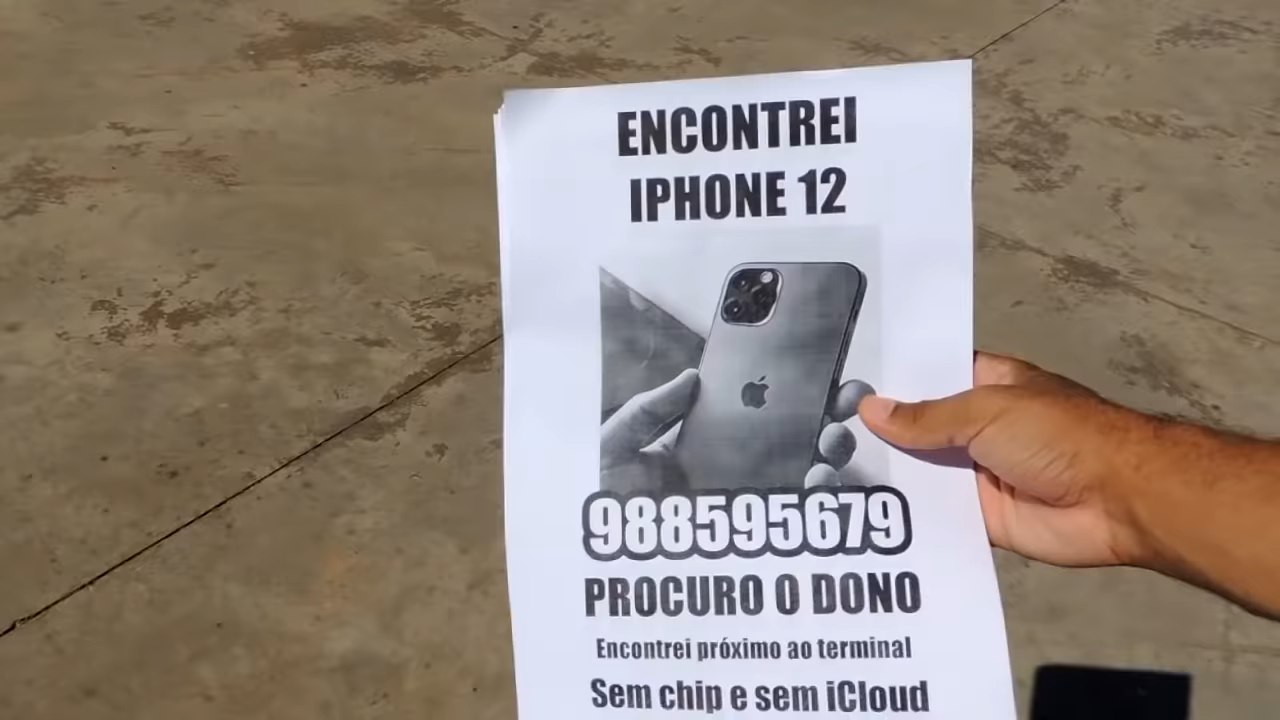 ENCONTREI
IPHONE 12
988595679
PROCURO O DONO
Encontrei próximo ao terminal
Sem chip e sem iCloud